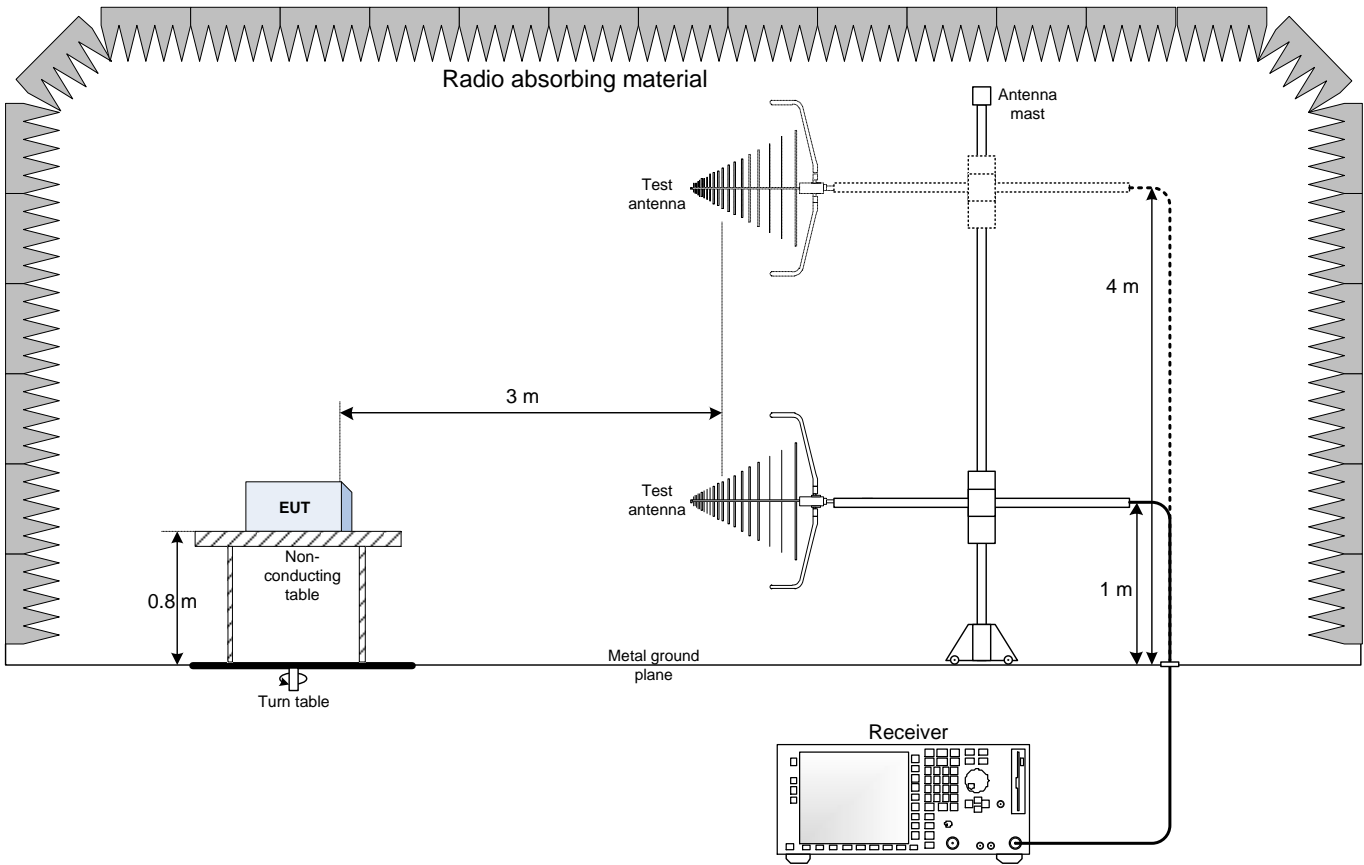 Radio absorbing material
Antenna
mast
Test
antenna
4 m
3 m
Test
antenna
EUT
Non-
conducting
table
0.8 m
1 m
Metal ground
plane
Turn table
Receiver